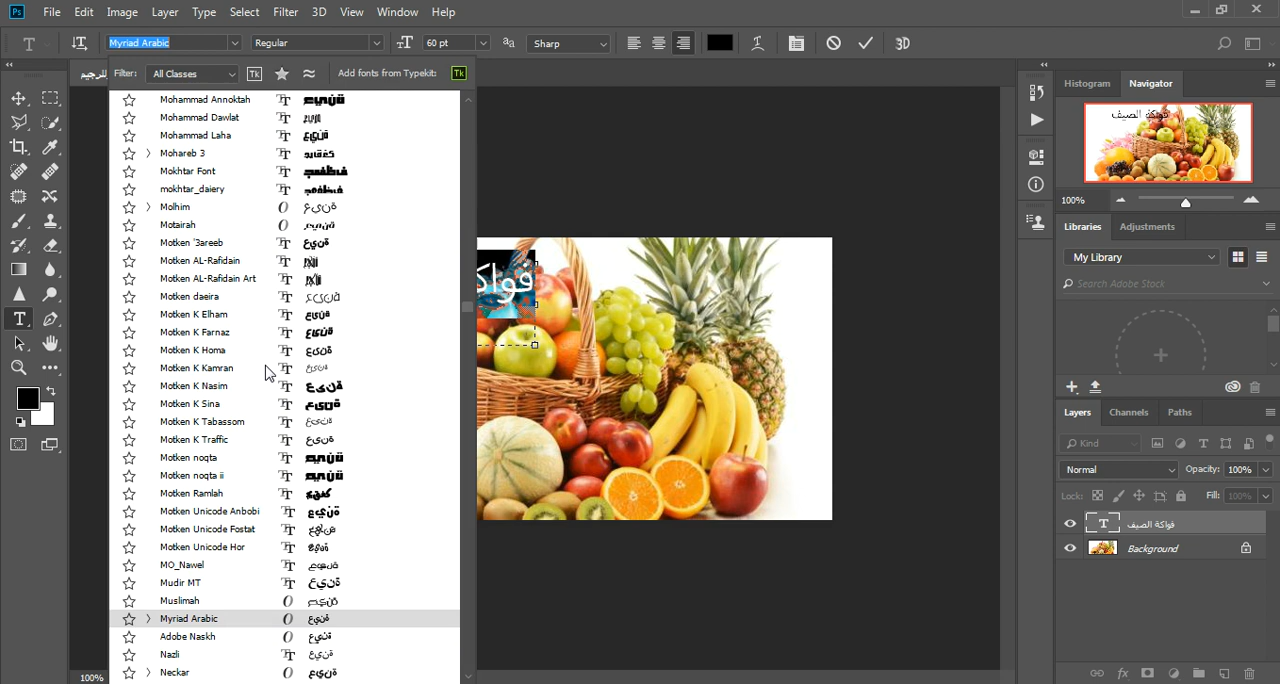 Ps File Edit Image Layer Type Select Filter 3D View Window Help
Myriad Arabic Regular 60 pt Sharp 3D
للرجيم
Filter: All Classes Tk Add fonts from Typekit: Tk
Mohammad Annoktah
Mohammad Dawlat
Mohammad Laha
Mohareb 3
Mokhtar Font
mokhtar_daiery
Molhim
Motairah
Motken '3areeb
Motken AL-Rafidain
Motken AL-Rafidain Art
Motken daeira
Motken K Elham
Motken K Farnaz
Motken K Homa
Motken K Kamran
Motken K Nasim
Motken K Sina
Motken K Tabassom
Motken K Traffic
Motken noqta
Motken noqta ii
Motken Ramlah
Motken Unicode Anbobi
Motken Unicode Fostat
Motken Unicode Hor
MO_Nawel
Mudir MT
Muslimah
Myriad Arabic
Adobe Naskh
Nazli
Neckar
100%
فواكة
Histogram Navigator
فواكة الصيف
100%
Libraries Adjustments
My Library
Search Adobe Stock
Layers Channels Paths
Kind
Normal Opacity: 100%
Lock: Fill: 100%
T فواكة الصيف
Background
fx